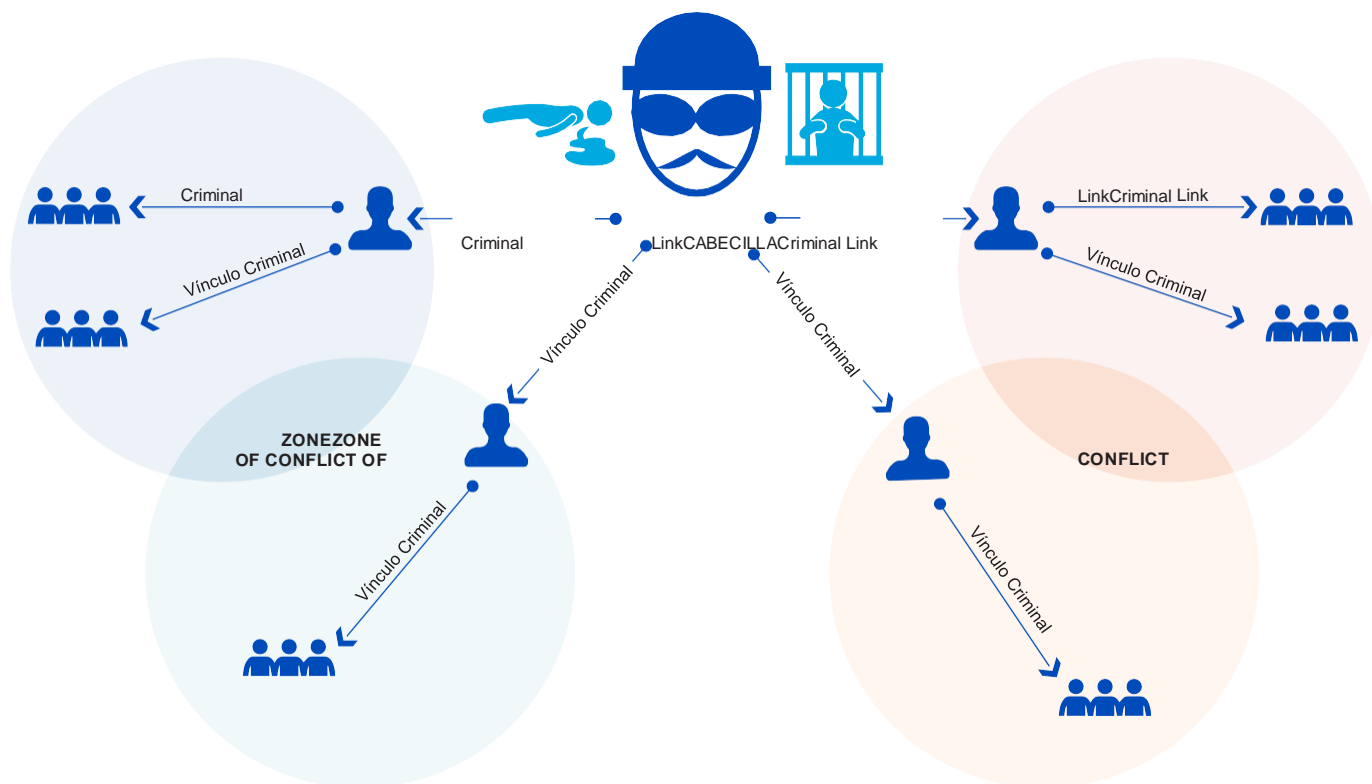 Criminal
LinkCriminal Link
Criminal
LinkCABECILLACriminal Link
Vínculo Criminal
Vínculo Criminal
Vínculo Criminal
Vínculo Criminal
ZONEZONE
OF CONFLICT OF
CONFLICT
Vínculo Criminal
Vínculo Criminal